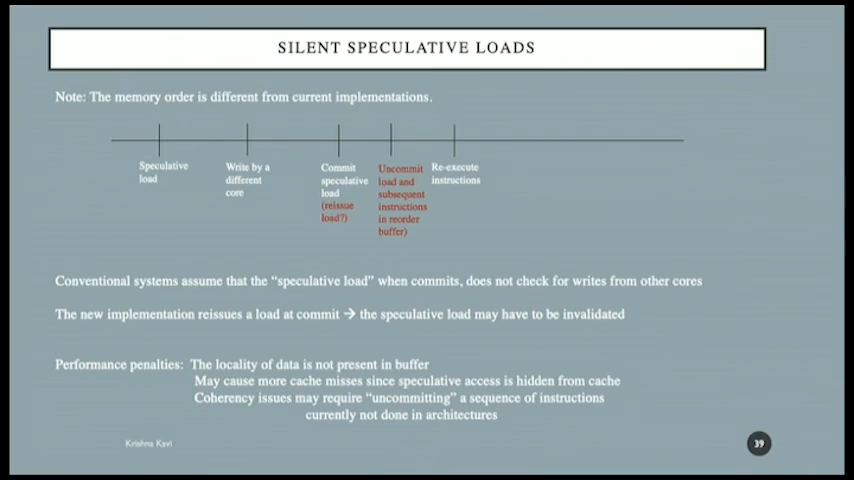 SILENT SPECULATIVE LOADS
Note: The memory order is different from current implementations.
Speculative
load
Write by a
different
core
Commit
speculative
load
(reissue
load?)
Uncommit
load and
subsequent
instructions
in reorder
buffer)
Re-execute
instructions
Conventional systems assume that the “speculative load” when commits, does not check for writes from other cores
The new implementation reissues a load at commit → the speculative load may have to be invalidated
Performance penalties: The locality of data is not present in buffer
May cause more cache misses since speculative access is hidden from cache
Coherency issues may require “uncommitting” a sequence of instructions
currently not done in architectures
Krishna Kavi
39